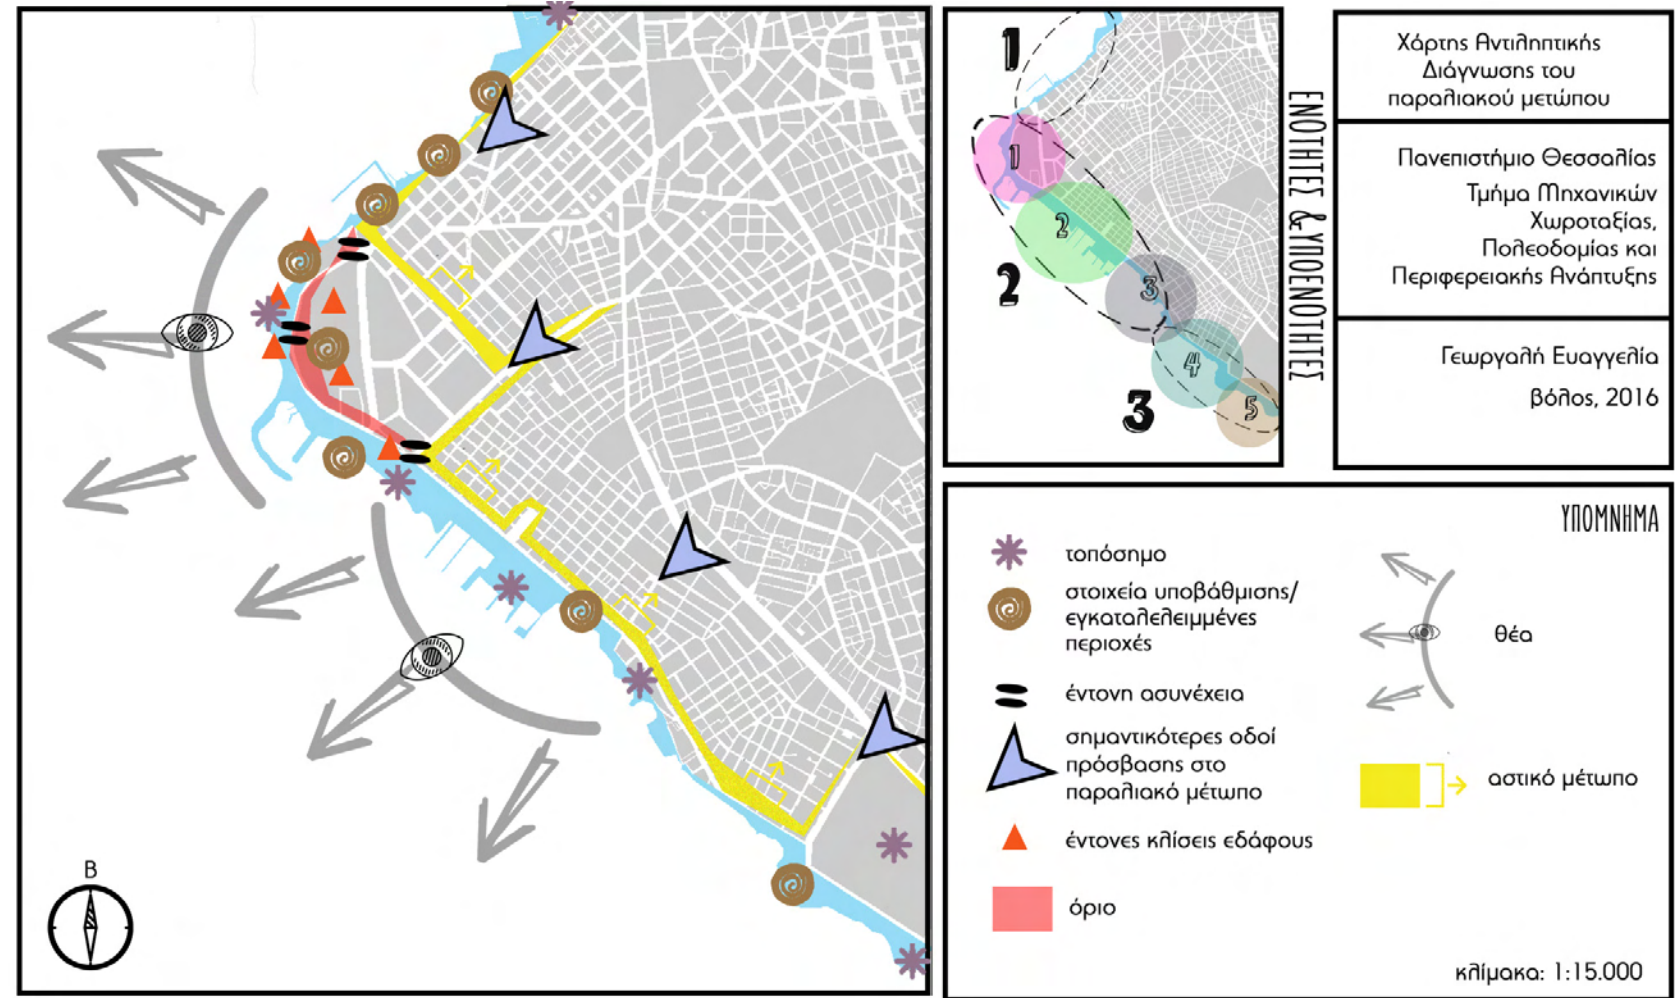 Β
1
2
3
1
2
3
4
5
ΕΝΟΤΗΤΕΣ & ΥΠΟΕΝΟΤΗΤΕΣ
Χάρτης Αντιληπτικής
Διάγνωσης του
παραλιακού μετώπου
Πανεπιστήμιο Θεσσαλίας
Τμήμα Μηχανικών
Χωροταξίας,
Πολεοδομίας και
Περιφερειακής Ανάπτυξης
Γεωργαλή Ευαγγελία
βόλος, 2016
ΥΠΟΜΝΗΜΑ
τοπόσημο
στοιχεία υποβάθμισης/
εγκαταλελειμμένες
περιοχές
έντονη ασυνέχεια
σημαντικότερες οδοί
πρόσβασης στο
παραλιακό μέτωπο
έντονες κλίσεις εδάφους
όριο
θέα
αστικό μέτωπο
κλίμακα: 1:15.000